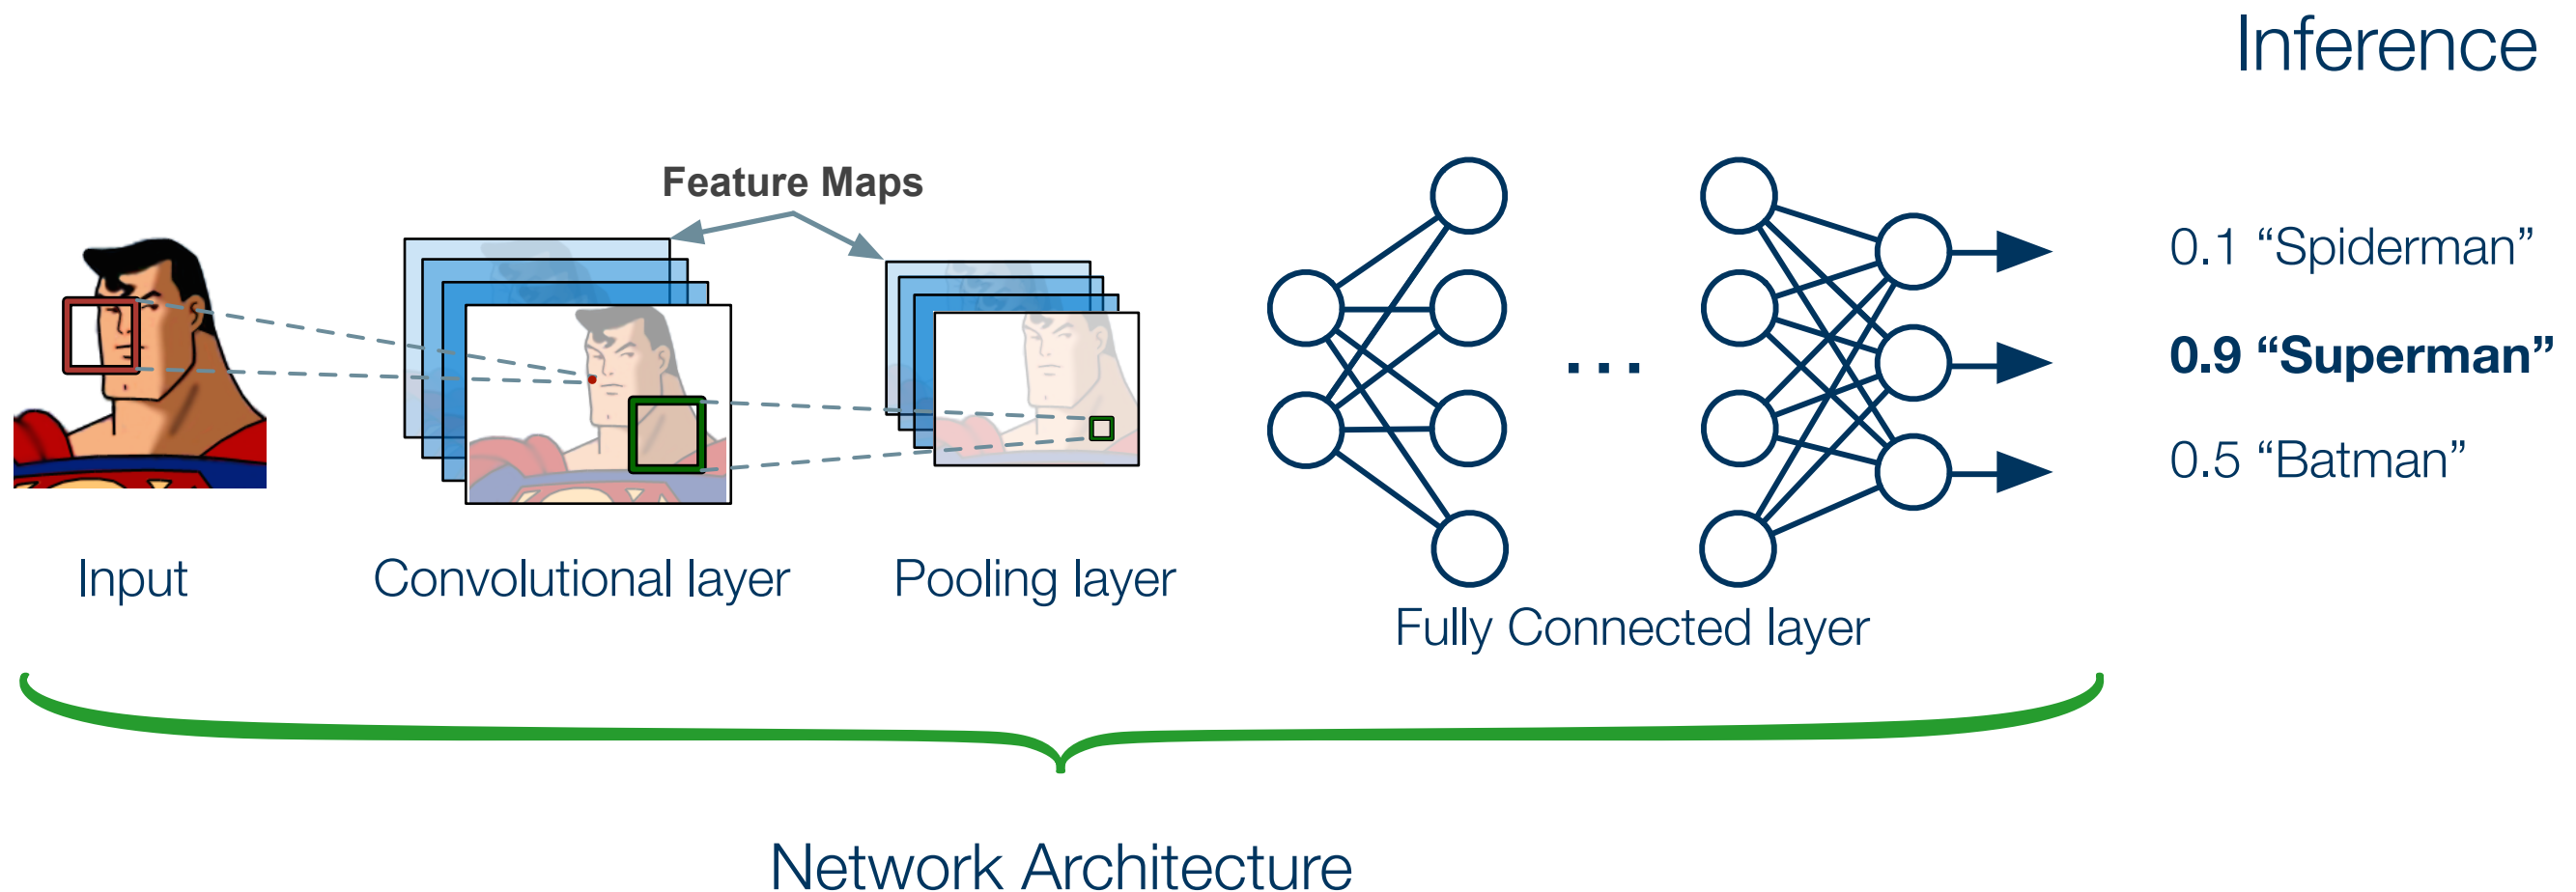 Inference
Feature Maps
0.1 “Spiderman”
0.9 “Superman”
0.5 “Batman”
...
Input
Convolutional layer
Pooling layer
Fully Connected layer
Network Architecture